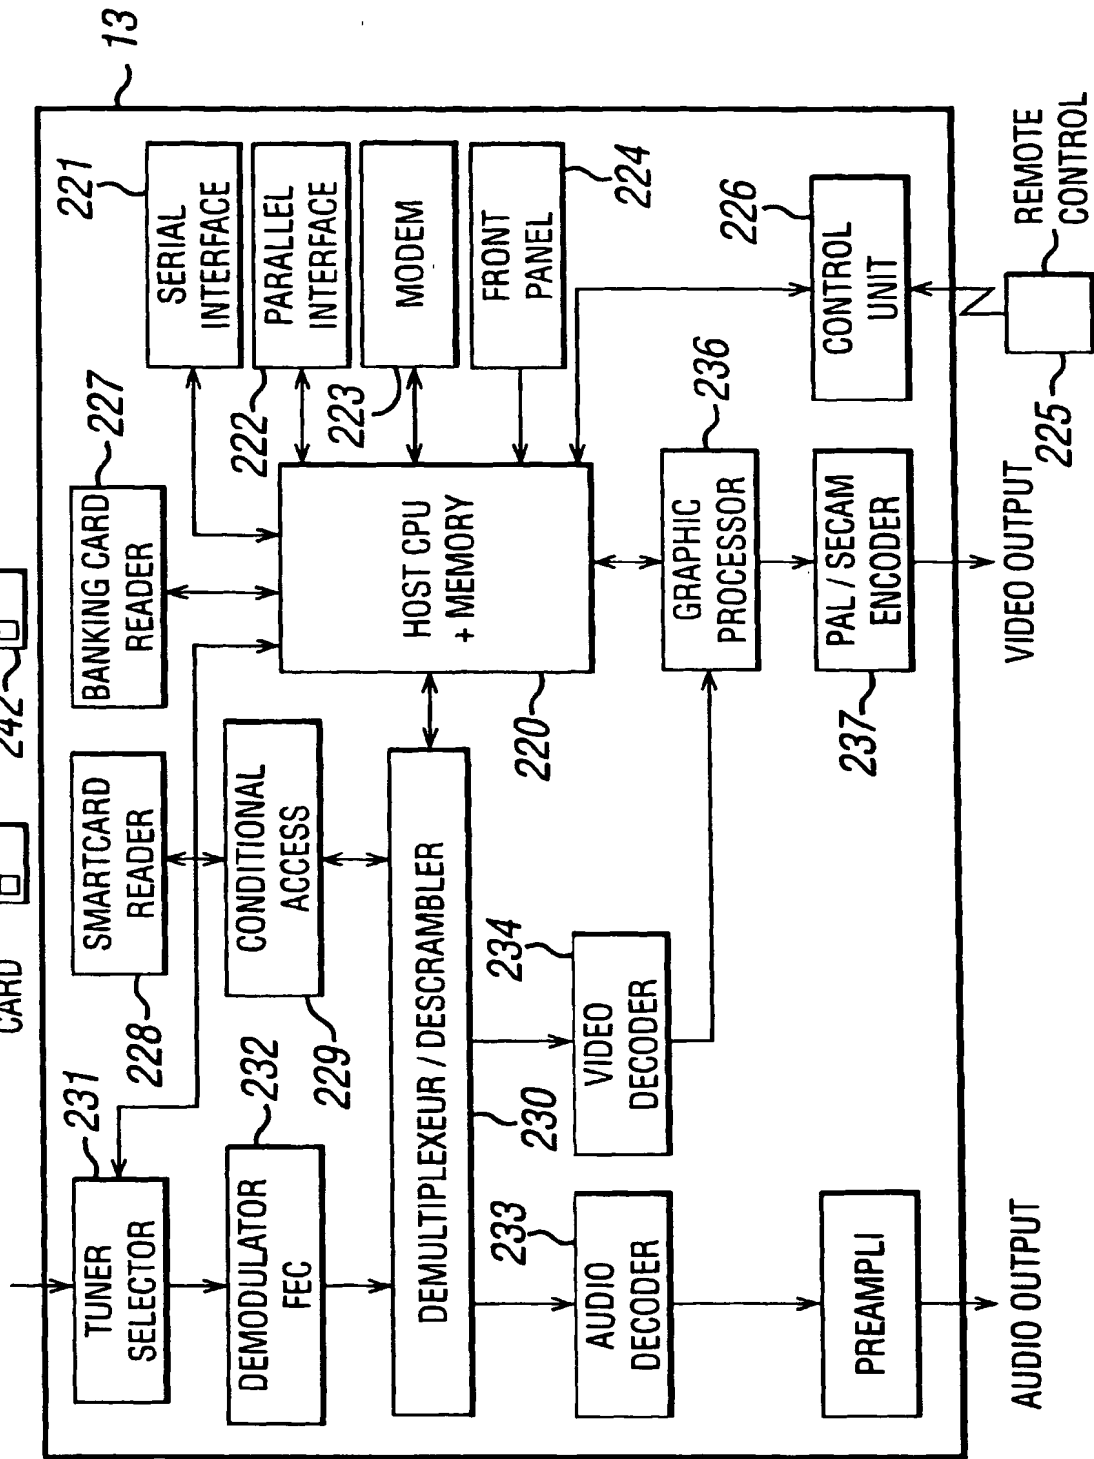 CARD
242
TUNER
SELECTOR
231
SMARTCARD
READER
228
BANKING CARD
READER
227
221
SERIAL
INTERFACE
13
DEMODULATOR
FEC
232
CONDITIONAL
ACCESS
229
222
PARALLEL
INTERFACE
223
MODEM
DEMULTIPLEXEUR / DESCRAMBLER
230
HOST CPU
+ MEMORY
220
FRONT
PANEL
224
233
AUDIO
DECODER
234
VIDEO
DECODER
GRAPHIC
PROCESSOR
236
226
PREAMPLI
237
PAL / SECAM
ENCODER
CONTROL
UNIT
AUDIO OUTPUT
VIDEO OUTPUT
225
REMOTE
CONTROL